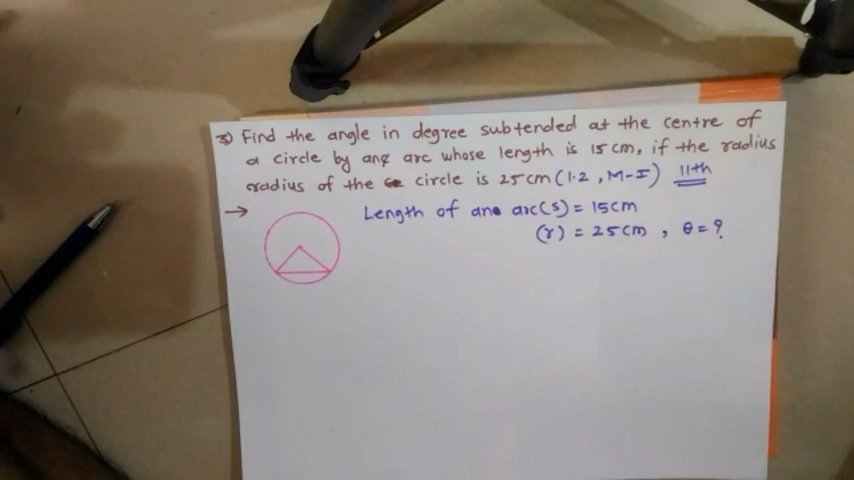 3) Find the angle in degree subtended at the centre of
a circle by an arc whose length is 15 cm, if the radius
radius of the circle is 25 cm (1.2, M-I) 11th
→ Length of an arc(s) = 15cm
(r) = 25cm , θ = ?